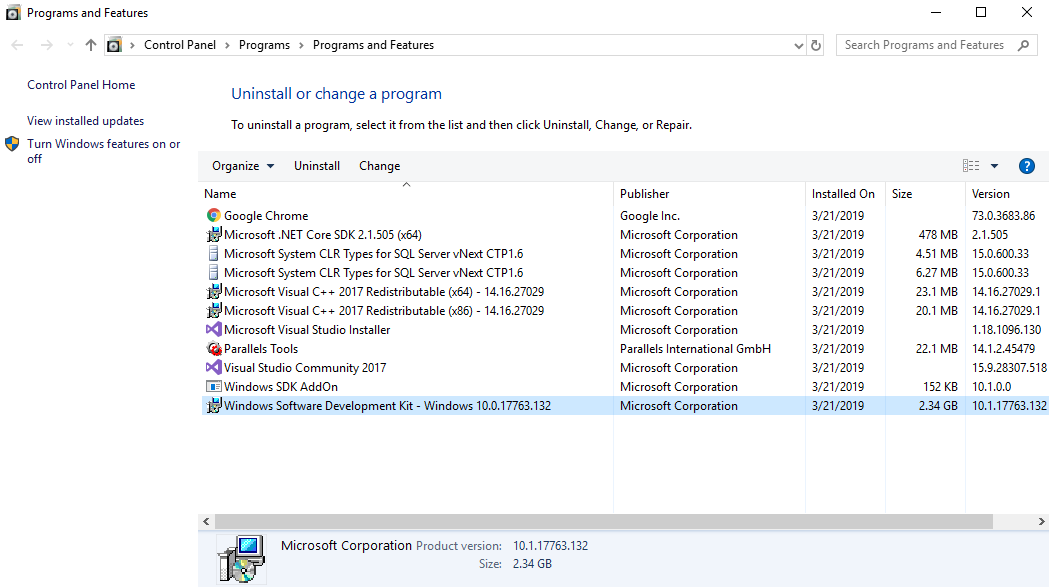 Programs and Features
Control Panel > Programs > Programs and Features
Search Programs and Features
Control Panel Home
View installed updates
Turn Windows features on or
off
Uninstall or change a program
To uninstall a program, select it from the list and then click Uninstall, Change, or Repair.
Organize Uninstall Change
Name Publisher Installed On Size Version
Google Chrome Google Inc. 3/21/2019 73.0.3683.86
Microsoft .NET Core SDK 2.1.505 (x64) Microsoft Corporation 3/21/2019 478 MB 2.1.505
Microsoft System CLR Types for SQL Server vNext CTP1.6 Microsoft Corporation 3/21/2019 4.51 MB 15.0.600.33
Microsoft System CLR Types for SQL Server vNext CTP1.6 Microsoft Corporation 3/21/2019 6.27 MB 15.0.600.33
Microsoft Visual C++ 2017 Redistributable (x64) - 14.16.27029 Microsoft Corporation 3/21/2019 23.1 MB 14.16.27029.1
Microsoft Visual C++ 2017 Redistributable (x86) - 14.16.27029 Microsoft Corporation 3/21/2019 20.1 MB 14.16.27029.1
Microsoft Visual Studio Installer Microsoft Corporation 3/21/2019 1.18.1096.130
Parallels Tools Parallels International GmbH 3/21/2019 22.1 MB 14.1.2.45479
Visual Studio Community 2017 Microsoft Corporation 3/21/2019 15.9.28307.518
Windows SDK AddOn Microsoft Corporation 3/21/2019 152 KB 10.1.0.0
Windows Software Development Kit - Windows 10.0.17763.132 Microsoft Corporation 3/21/2019 2.34 GB 10.1.17763.132
Microsoft Corporation Product version: 10.1.17763.132
Size: 2.34 GB